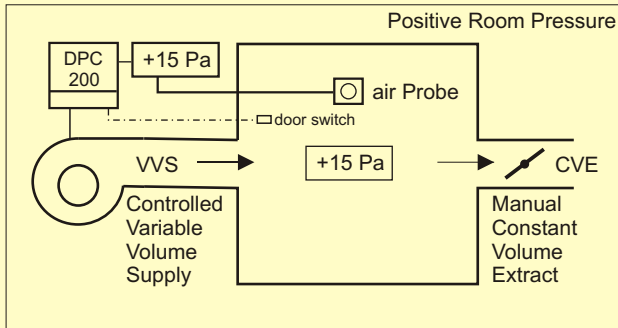 Positive Room Pressure
DPC
200
+15 Pa
air Probe
door switch
VVS
+15 Pa
CVE
Controlled
Variable
Volume
Supply
Manual
Constant
Volume
Extract